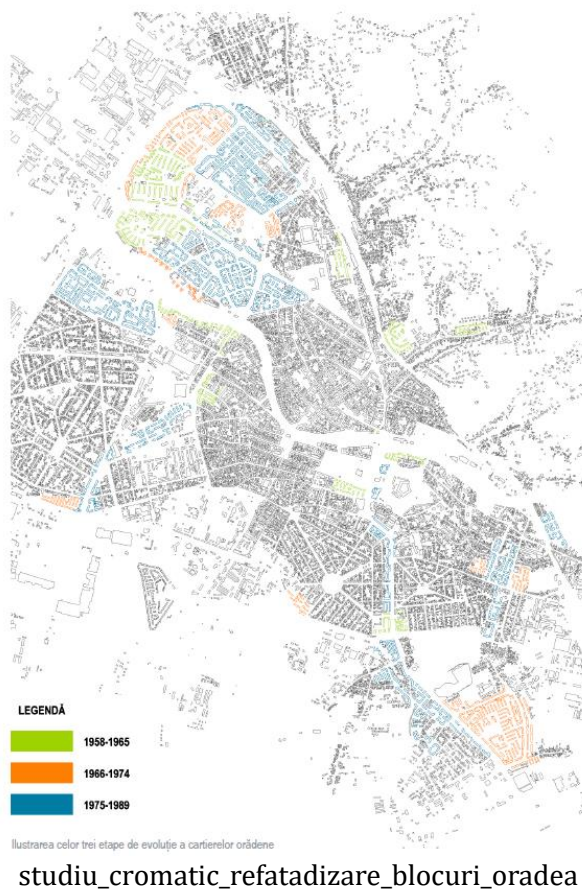 LEGENDĂ
1958-1965
1966-1974
1975-1989
Ilustrarea celor trei etape de evoluție a cartierelor orădene
studiu_cromatic_refatadizare_blocuri_oradea